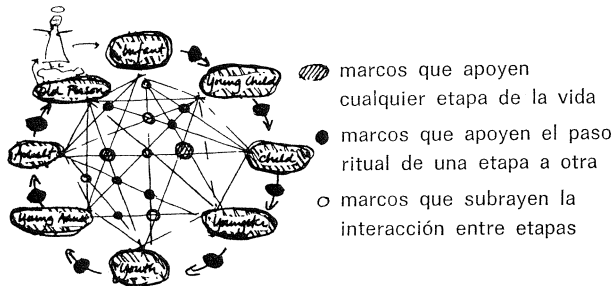 Infant
Young Child
Child
Youngster
Youth
Young Adult
Adult
Old Person
marcos que apoyen
cualquier etapa de la vida
marcos que apoyen el paso
ritual de una etapa a otra
marcos que subrayen la
interacción entre etapas